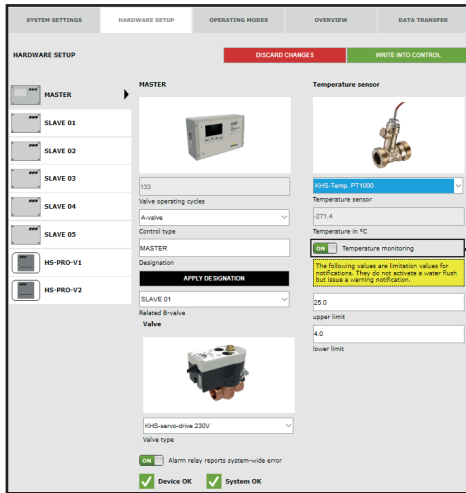 SYSTEM SETTINGS
HARDWARE SETUP
OPERATING MODES
OVERVIEW
DATA TRANSFER
HARDWARE SETUP
DISCARD CHANGES
WRITE INTO CONTROL
MASTER
SLAVE 01
SLAVE 02
SLAVE 03
SLAVE 04
SLAVE 05
HS-PRO-V1
HS-PRO-V2
MASTER
133
Valve operating cycles
A-valve
Control type
MASTER
Designation
APPLY DESIGNATION
SLAVE 01
Related B-valve
Valve
KHS-servo-drive 230V
Valve type
ON Alarm relay reports system-wide error
Device OK
System OK
Temperature sensor
KHS-Temp. PT1000
Temperature sensor
-271.4
Temperature in °C
ON Temperature monitoring
The following values are limitation values for
notifications. They do not activate a water flush
but issue a warning notification.
25.0
upper limit
4.0
lower limit